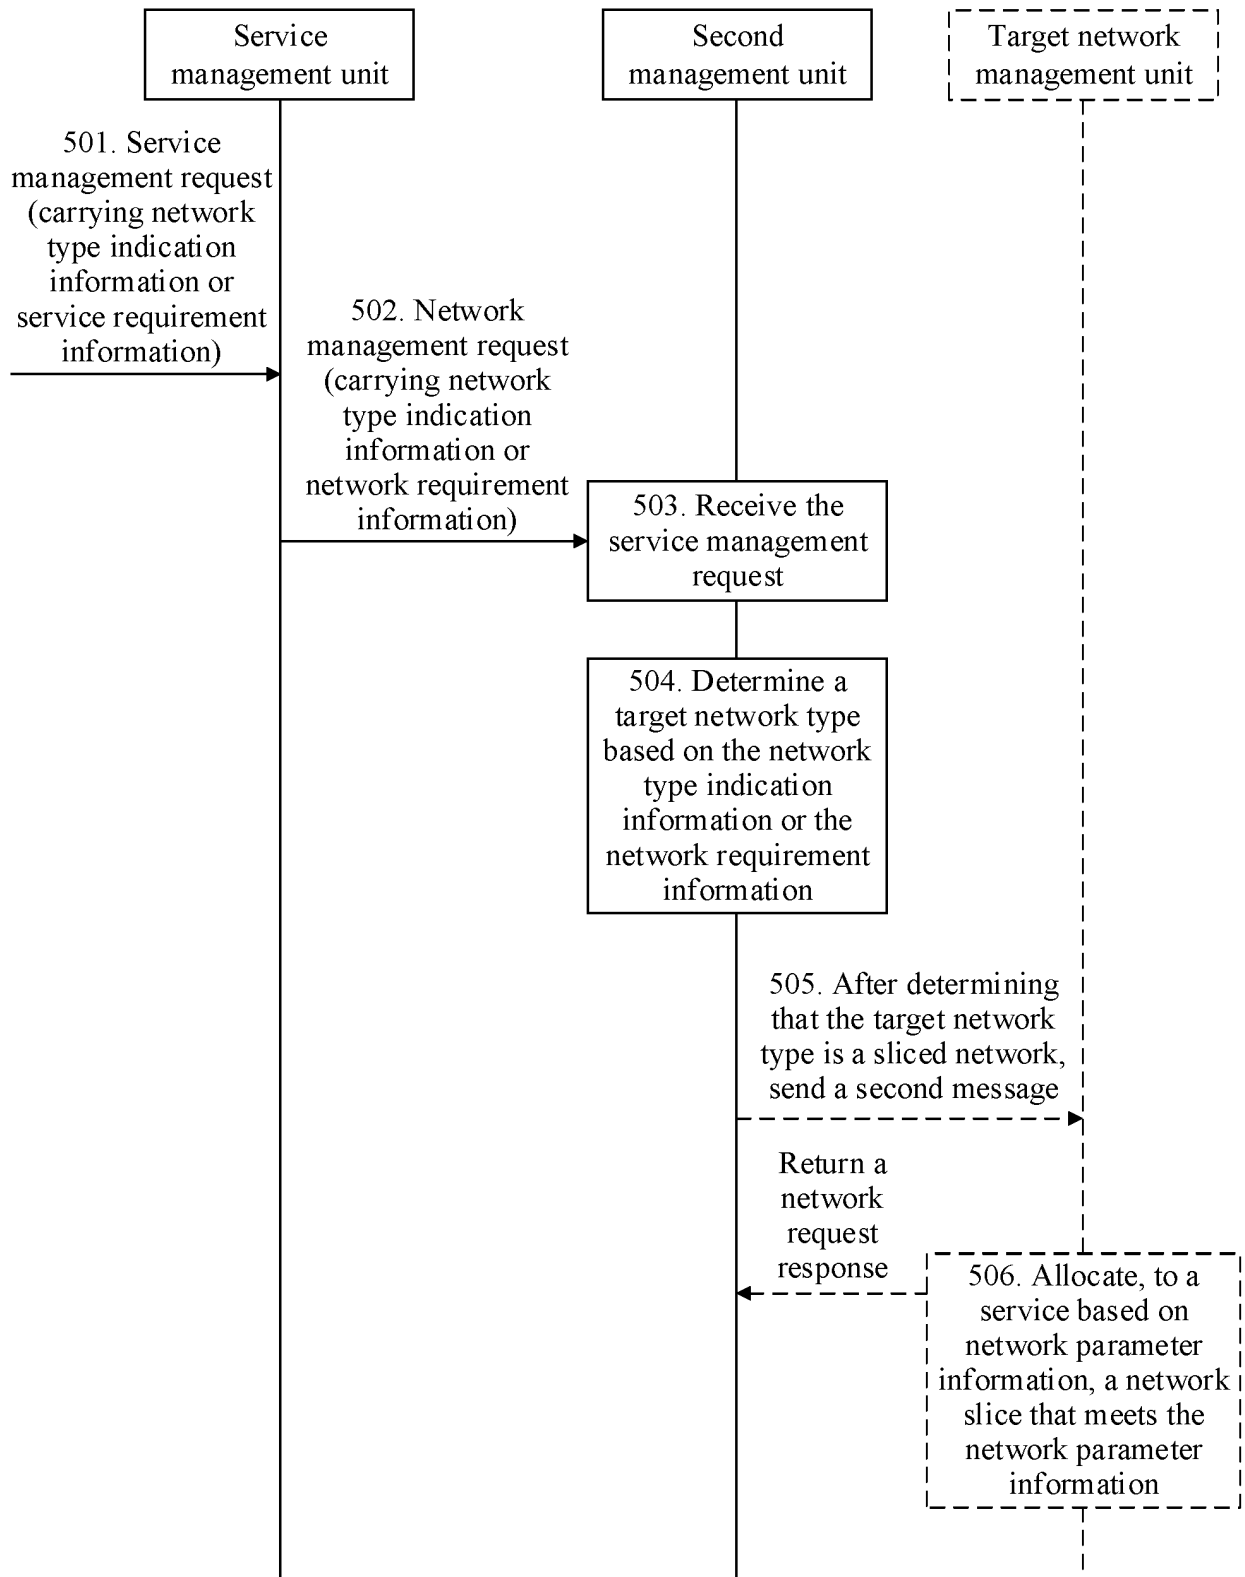 Service
management unit
Second
management unit
Target network
management unit
501. Service
management request
(carrying network
type indication
information or
service requirement
information)
502. Network
management request
(carrying network
type indication
information or
network requirement
information)
503. Receive the
service management
request
504. Determine a
target network type
based on the network
type indication
information or the
network requirement
information
505. After determining
that the target network
type is a sliced network,
send a second message
Return a
network
request
response
506. Allocate, to a
service based on
network parameter
information, a network
slice that meets the
network parameter
information